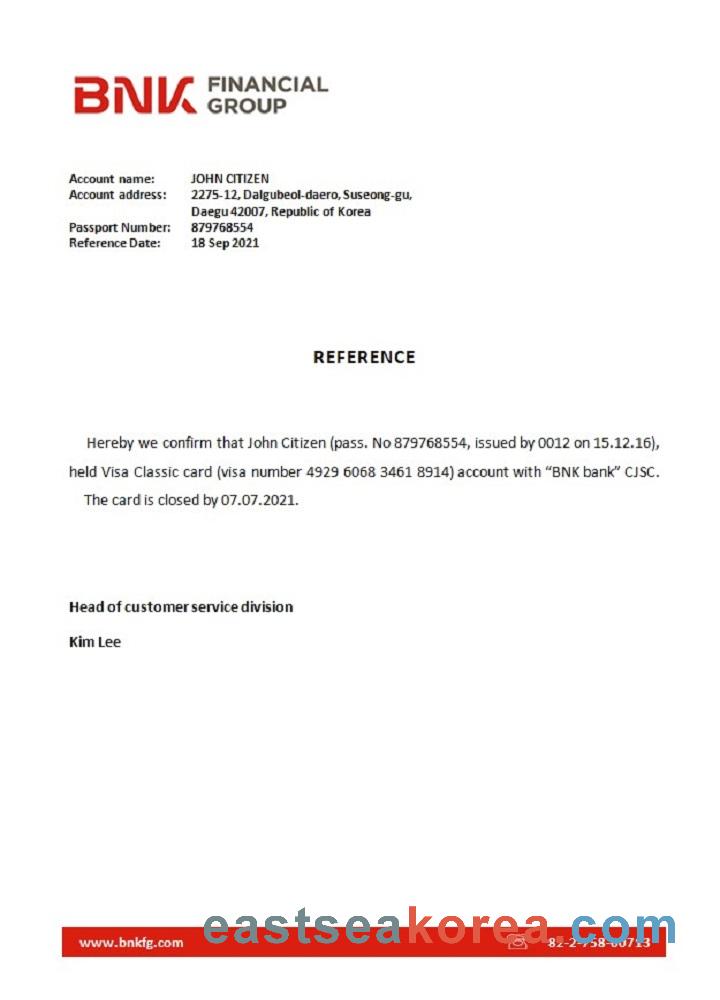 BNK FINANCIAL
GROUP
Account name: JOHN CITIZEN
Account address: 2275-12, Dalgubeol-daero, Suseong-gu,
Daegu 42007, Republic of Korea
Passport Number: 879768554
Reference Date: 18 Sep 2021
REFERENCE
Hereby we confirm that John Citizen (pass. No 879768554, issued by 0012 on 15.12.16),
held Visa Classic card (visa number 4929 6068 3461 8914) account with “BNK bank” CJSC.
The card is closed by 07.07.2021.
Head of customer service division
Kim Lee
eastseakorea.com
www.bnkfg.com